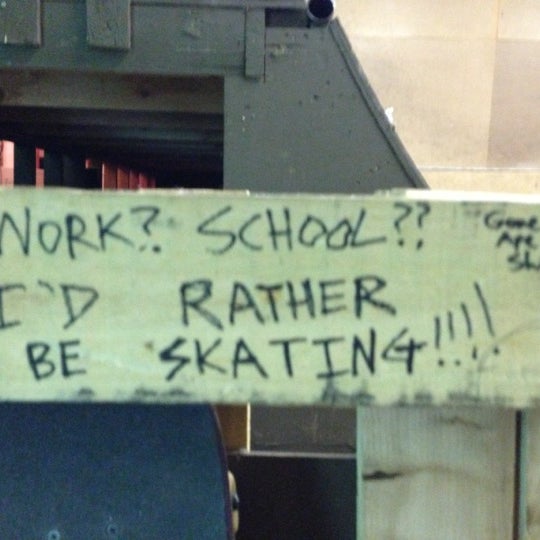 WORK? SCHOOL??
I'D RATHER
BE SKATING!!!!